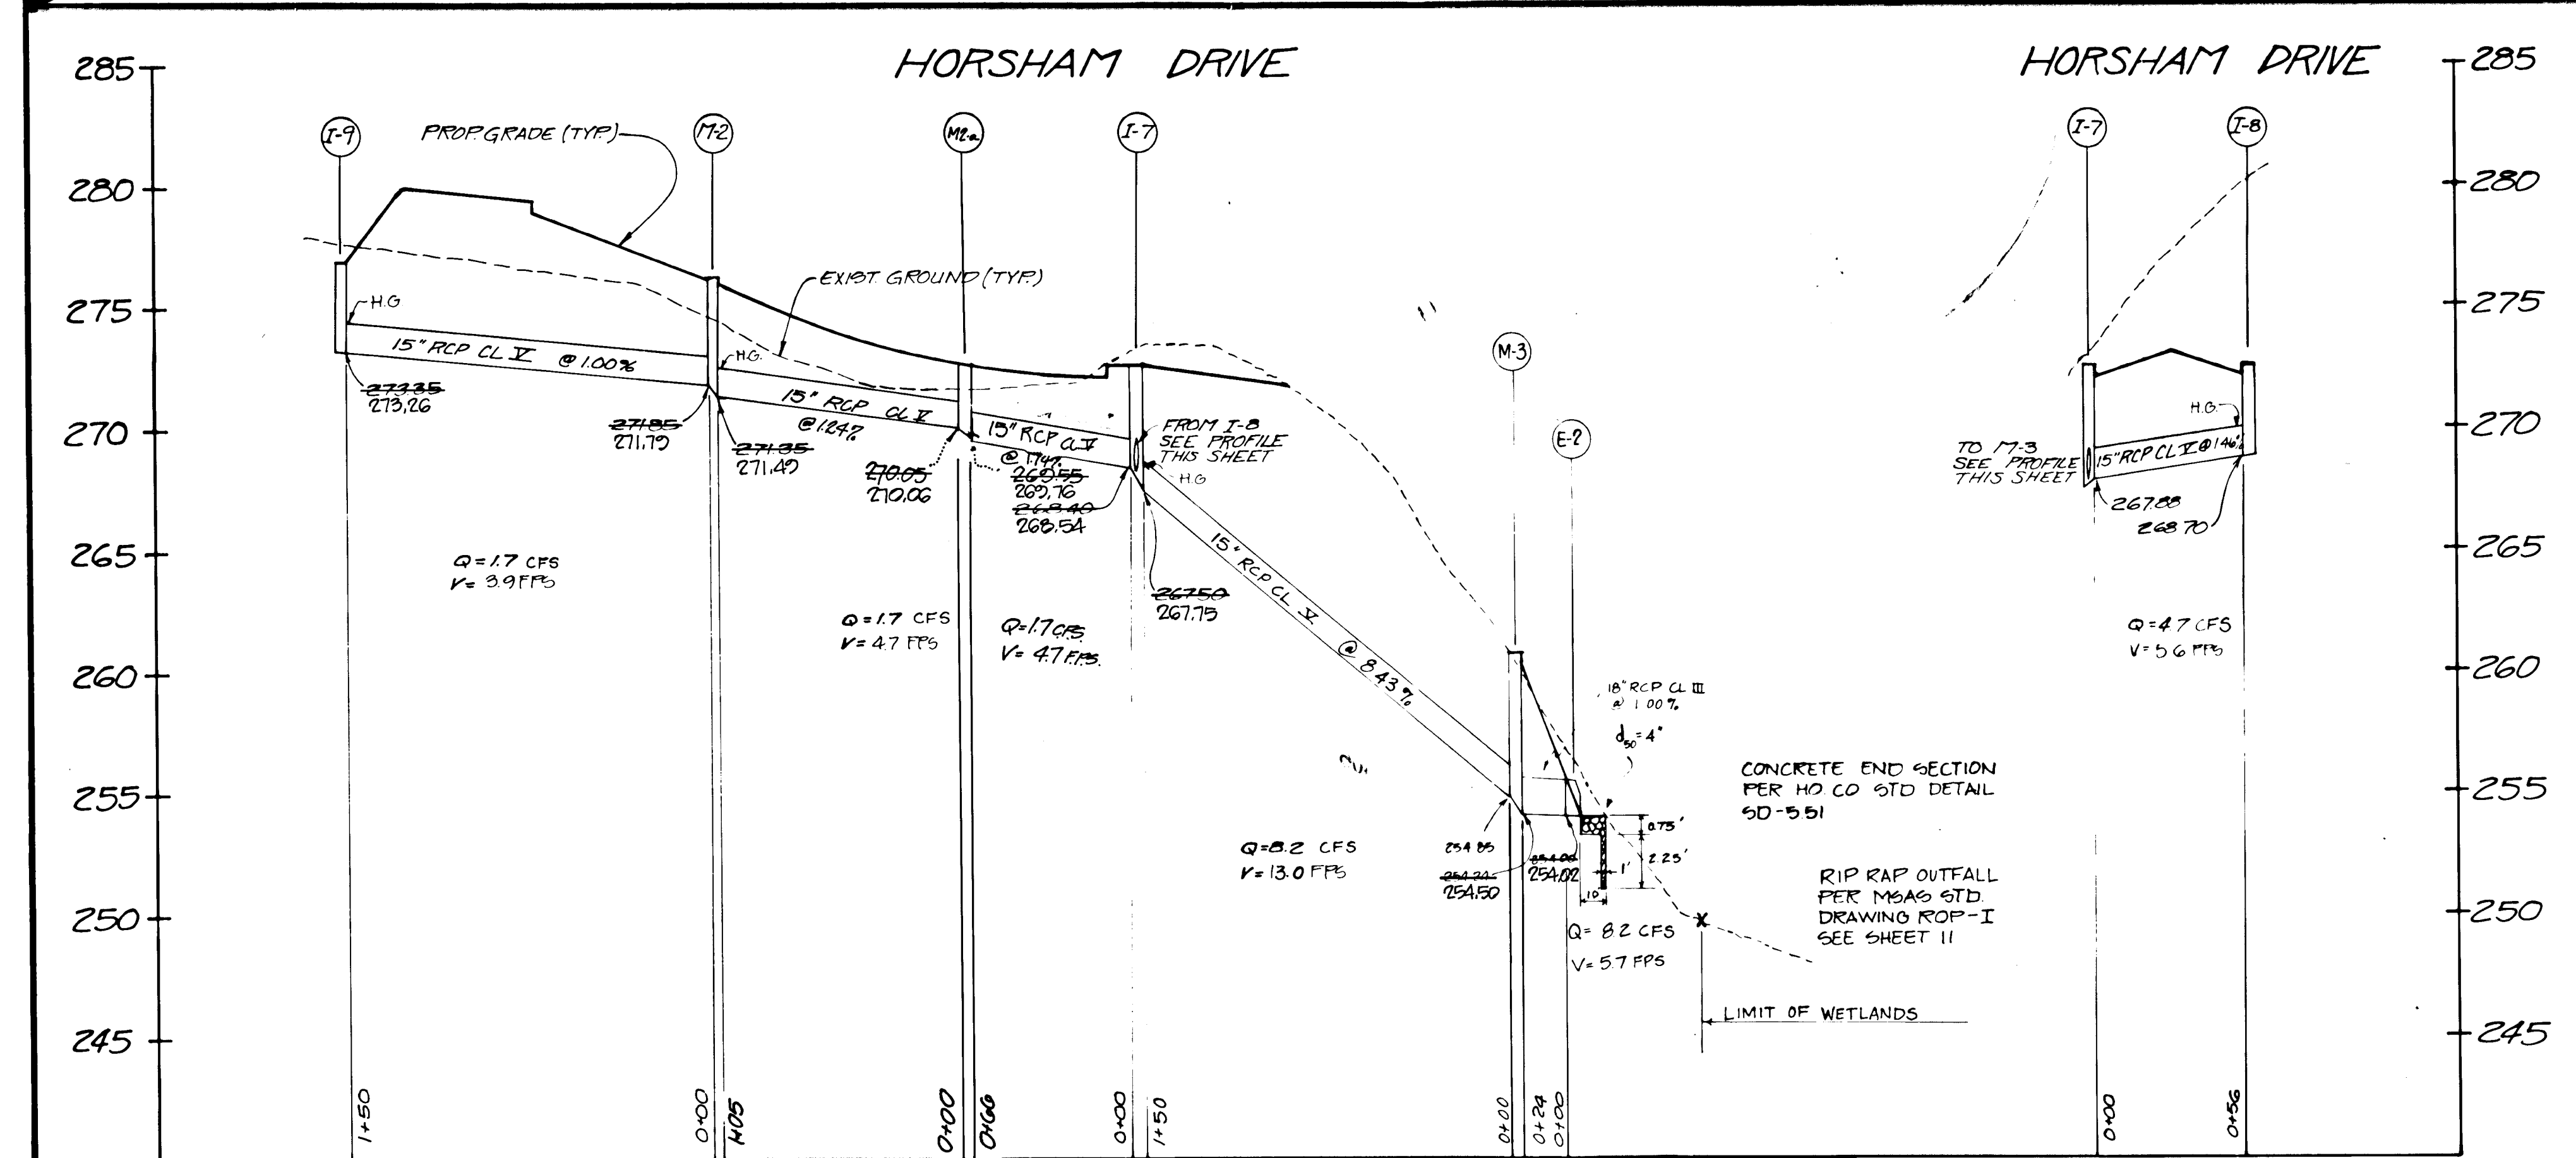 HORSHAM DRIVE
HORSHAM DRIVE
285
285
I-9
PROP. GRADE (TYP.)
M-2
M2-a
I-7
I-7
I-8
280
280
EXIST. GROUND (TYP.)
H.G
275
275
15" RCP CL V @ 1.00%
H.G.
M-3
273.35
273.26
15" RCP CL V
@ 1.24%
15" RCP CL V
@ 1.74%
FROM I-8
SEE PROFILE
THIS SHEET
H.G
E-2
H.G.
270
270
271.85
271.79
271.35
271.49
270.05
270.06
269.55
269.76
268.40
268.54
TO M-3
SEE PROFILE
THIS SHEET
15" RCP CL V @ 1.46%
267.88
268.70
265
265
Q=1.7 CFS
V= 3.9 FPS
15" RCP CL V @ 8.43%
267.50
267.75
Q=1.7 CFS
V= 4.7 FPS
Q=1.7 CFS
V= 4.7 F.P.S.
Q=4.7 CFS
V= 5.6 FPS
260
260
18" RCP CL III
@ 1.00%
d50=4"
255
255
CONCRETE END SECTION
PER HO. CO STD DETAIL
SD-5.51
Q=8.2 CFS
V= 13.0 FPS
254.85
254.50
254.02
0.75'
2.25'
1'
10
RIP RAP OUTFALL
PER MSAS STD.
DRAWING ROP-I
SEE SHEET 11
250
250
Q= 8.2 CFS
V= 5.7 FPS
LIMIT OF WETLANDS
245
245
1+50
0+00
1+05
0+00
0+66
0+00
1+50
0+00
0+24
0+00
0+00
0+56